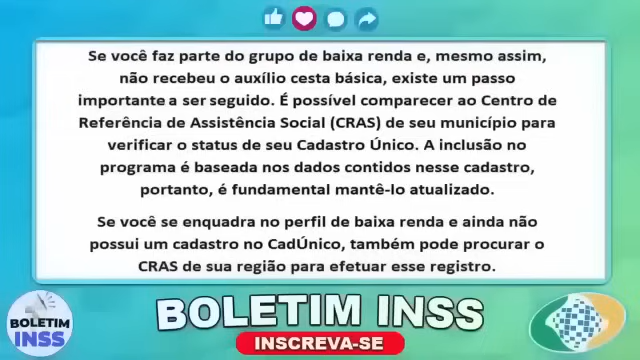 Se você faz parte do grupo de baixa renda e, mesmo assim,
não recebeu o auxílio cesta básica, existe um passo
importante a ser seguido. É possível comparecer ao Centro de
Referência de Assistência Social (CRAS) de seu município para
verificar o status de seu Cadastro Único. A inclusão no
programa é baseada nos dados contidos nesse cadastro,
portanto, é fundamental mantê-lo atualizado.
Se você se enquadra no perfil de baixa renda e ainda não
possui um cadastro no CadÚnico, também pode procurar o
CRAS de sua região para efetuar esse registro.
BOLETIM INSS
INSCREVA-SE
BOLETIM
INSS